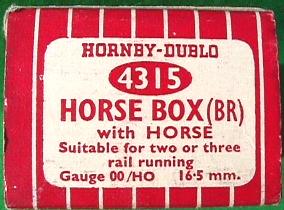 HORNBY-DUBLO
4315
HORSE BOX (BR)
with HORSE
Suitable for two or three
rail running
Gauge 00/HO 16·5 mm.